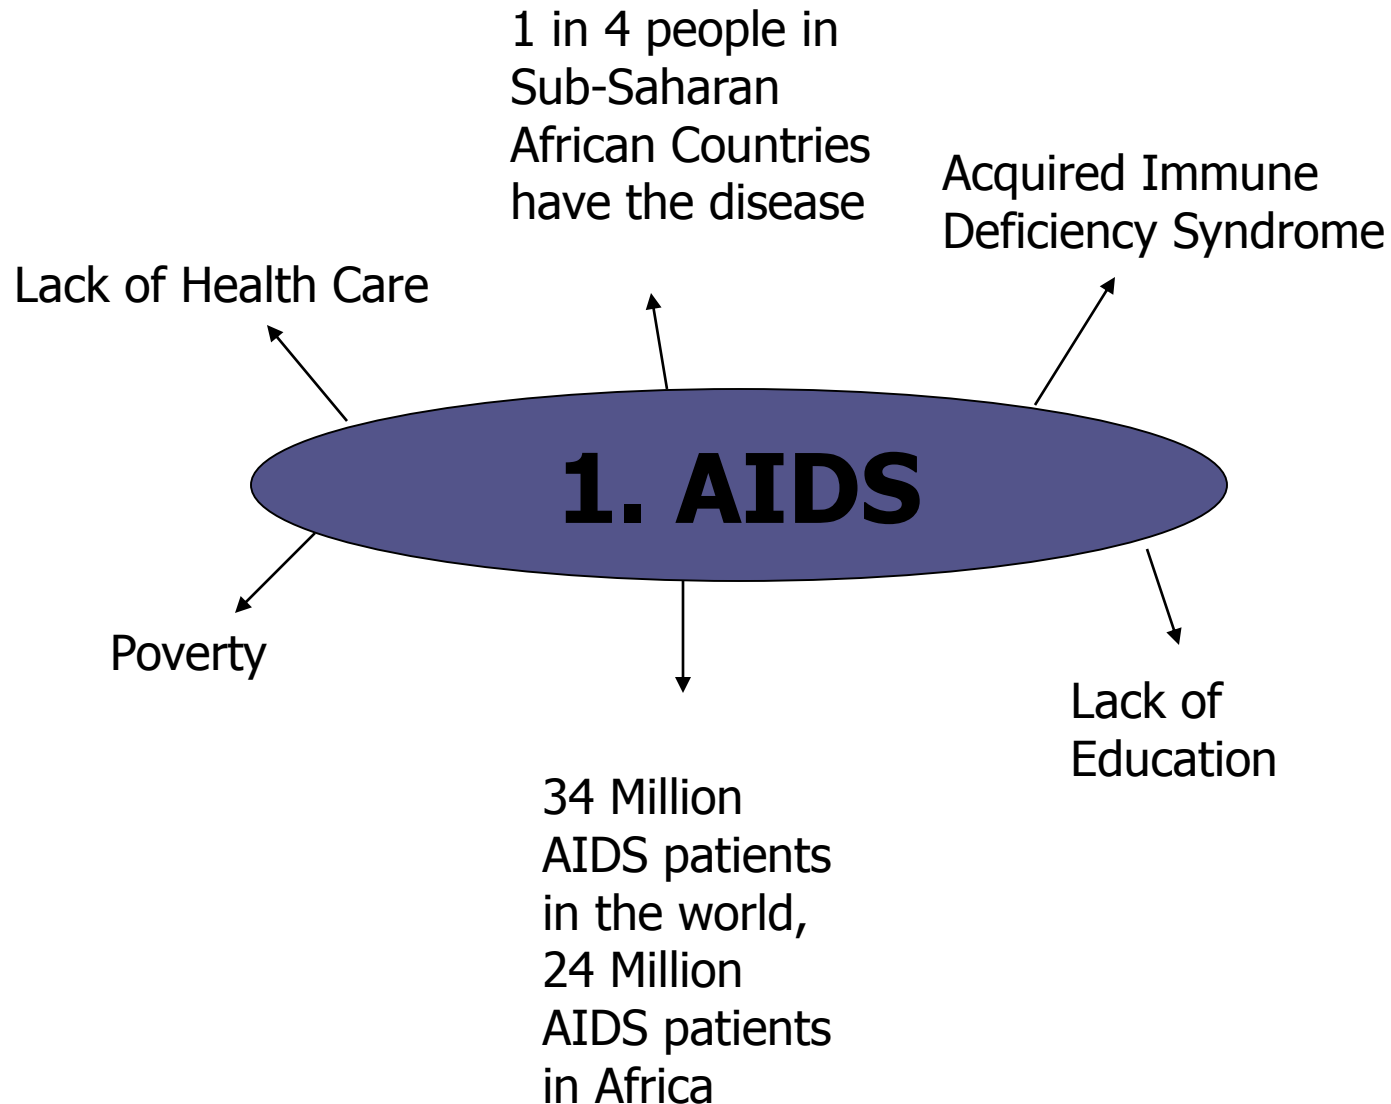 1 in 4 people in
Sub-Saharan
African Countries
have the disease
Acquired Immune
Deficiency Syndrome
Lack of Health Care
1. AIDS
Poverty
Lack of
Education
34 Million
AIDS patients
in the world,
24 Million
AIDS patients
in Africa